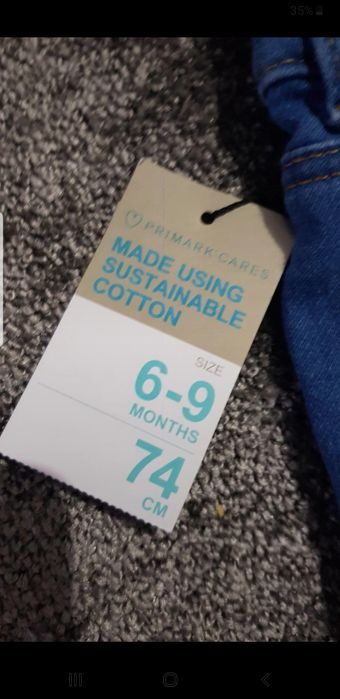 35%
PRIMARK CARES
MADE USING
SUSTAINABLE
COTTON
SIZE
6-9
MONTHS
74
CM